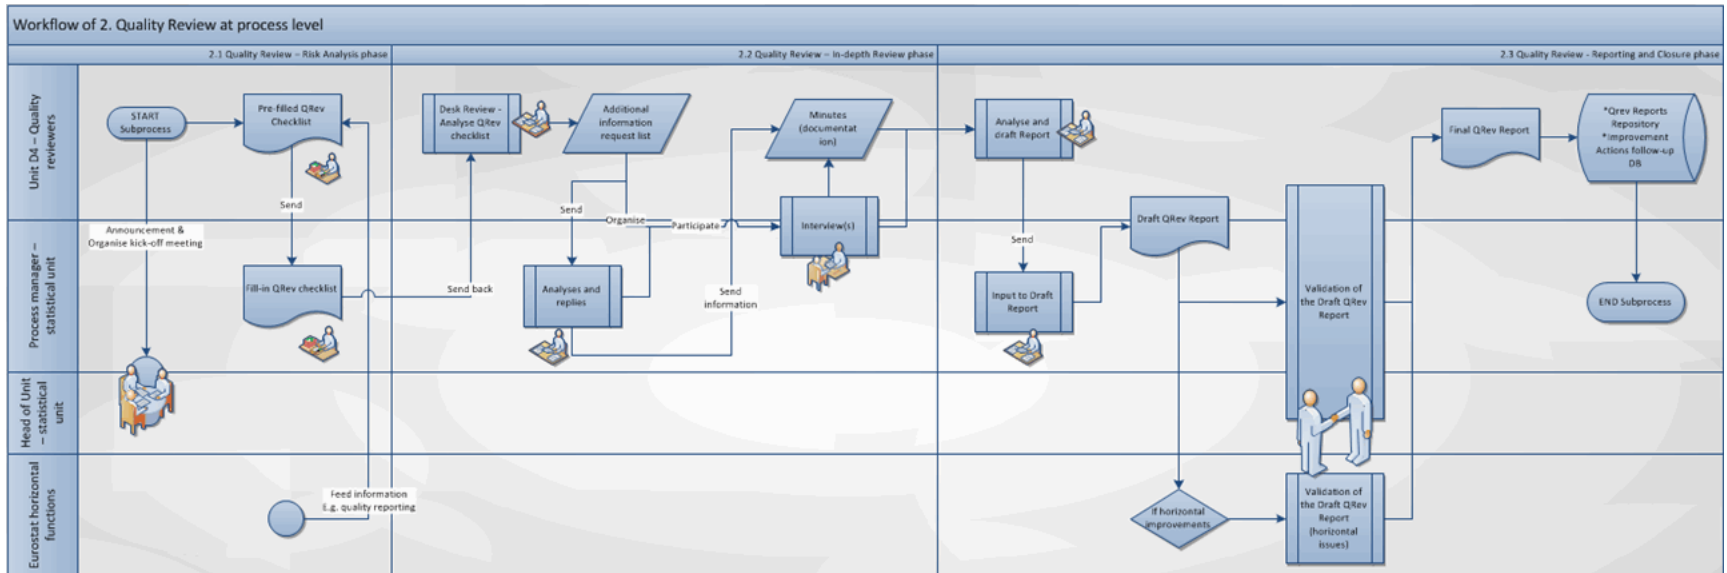 Workflow of 2. Quality Review at process level
2.1 Quality Review – Risk Analysis phase
2.2 Quality Review – In-depth Review phase
2.3 Quality Review - Reporting and Closure phase
Unit D4 – Quality
reviewers
START
Subprocess
Pre-filled QRev
Checklist
Desk Review -
Analyse QRev
checklist
Additional
information
request list
Minutes
(documentat
ion)
Analyse and
draft Report
Final QRev Report
*Qrev Reports
Repository
*Improvement
Actions follow-up
DB
Send
Send
Organise
Participate
Interview(s)
Draft QRev Report
Process manager –
statistical unit
Announcement &
Organise kick-off meeting
Fill-in QRev checklist
Send back
Analyses and
replies
Send
information
Send
Input to Draft
Report
Validation of
the Draft QRev
Report
END Subprocess
Head of Unit
– statistical
unit
Eurostat horizontal
functions
Feed information
E.g. quality reporting
If horizontal
improvements
Validation of
the Draft QRev
Report
(horizontal
issues)